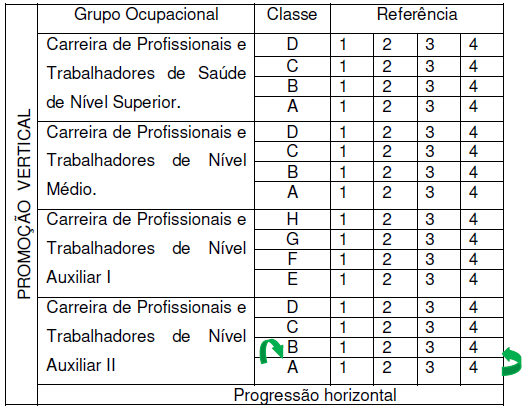 Grupo Ocupacional Classe Referência
PROMOÇÃO VERTICAL
Carreira de Profissionais e
Trabalhadores de Saúde
de Nível Superior.
D 1 2 3 4
C 1 2 3 4
B 1 2 3 4
A 1 2 3 4
Carreira de Profissionais e
Trabalhadores de Nível
Médio.
D 1 2 3 4
C 1 2 3 4
B 1 2 3 4
A 1 2 3 4
Carreira de Profissionais e
Trabalhadores de Nível
Auxiliar I
H 1 2 3 4
G 1 2 3 4
F 1 2 3 4
E 1 2 3 4
Carreira de Profissionais e
Trabalhadores de Nível
Auxiliar II
D 1 2 3 4
C 1 2 3 4
B 1 2 3 4
A 1 2 3 4
Progressão horizontal